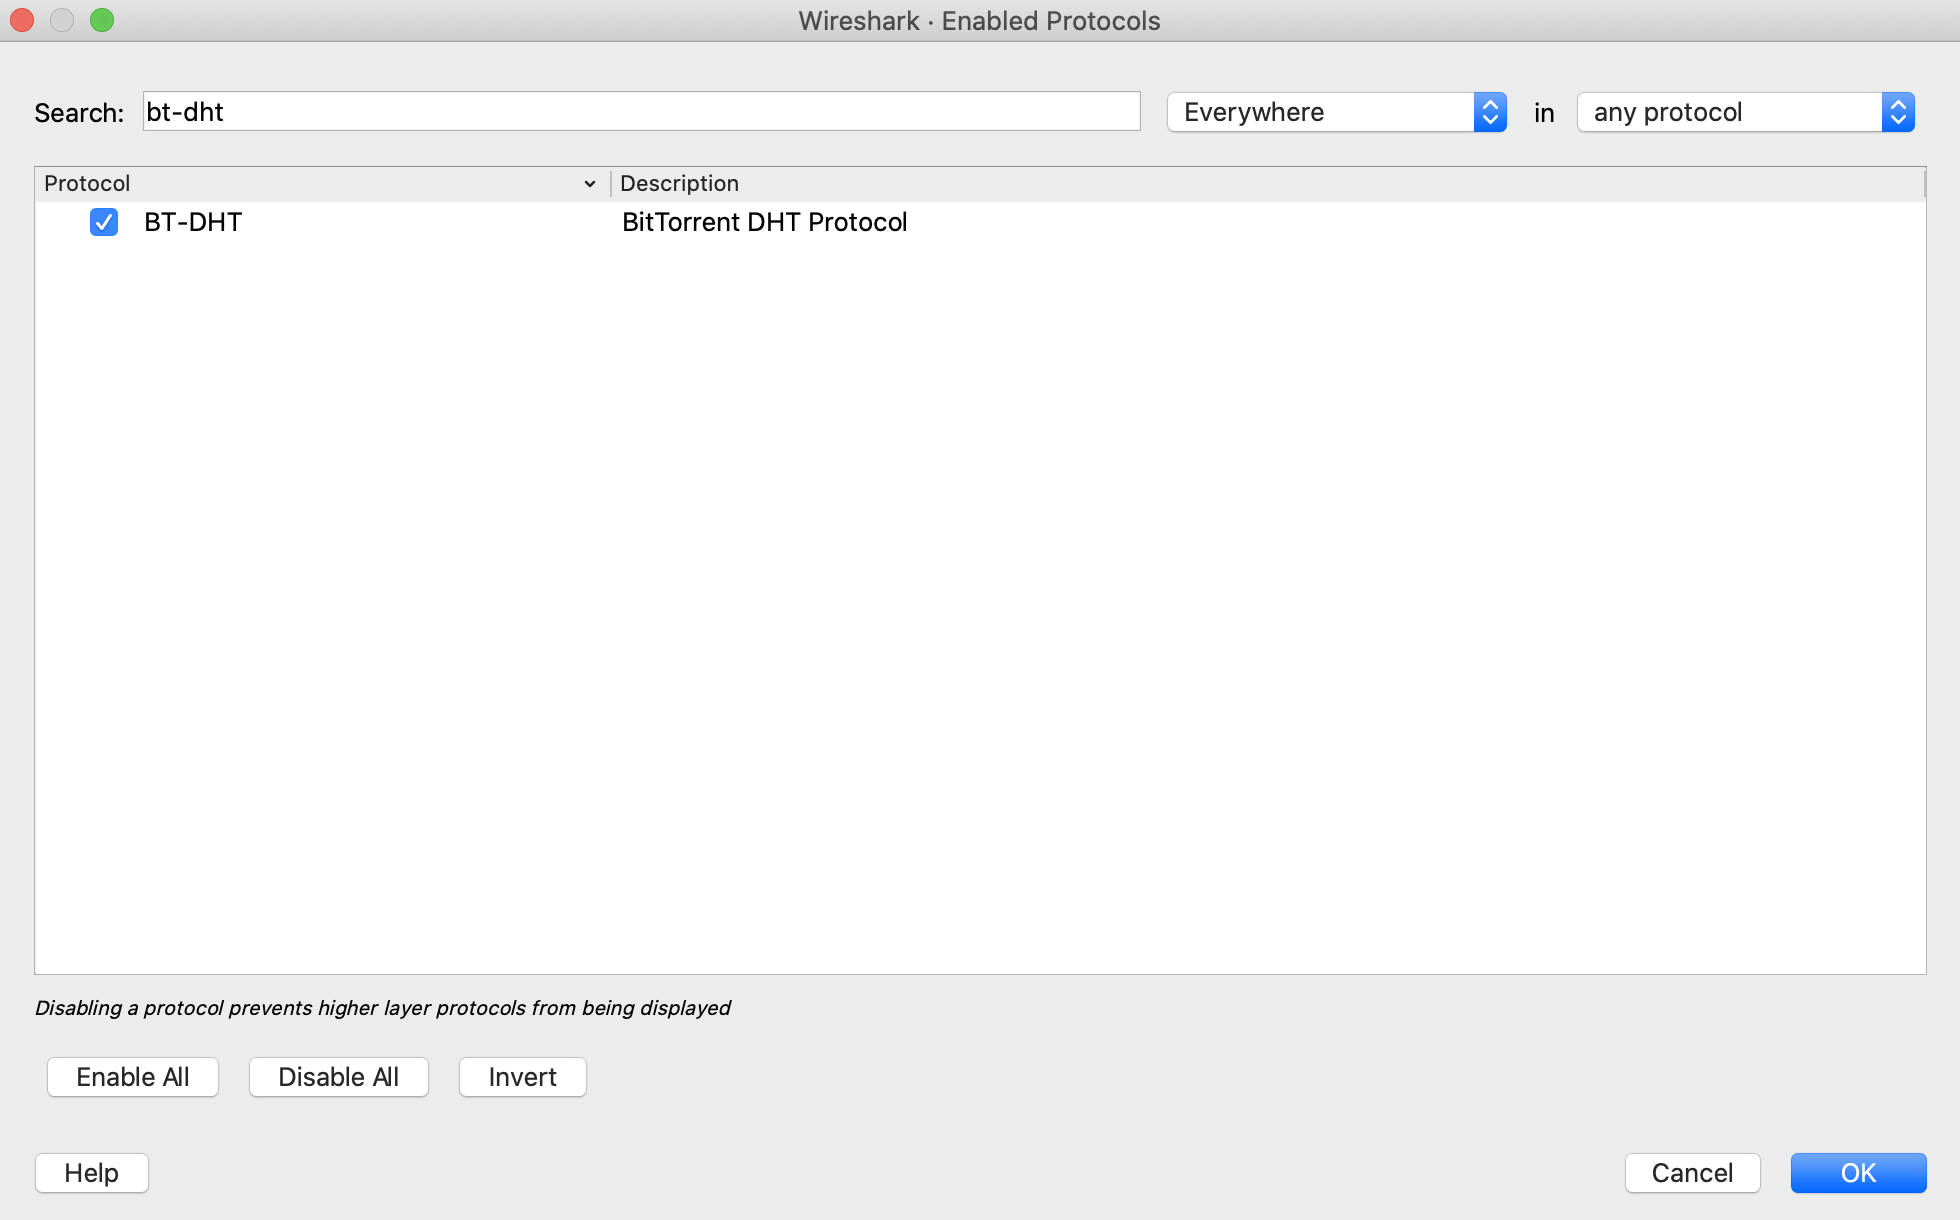 Wireshark · Enabled Protocols
Search: bt-dht Everywhere in any protocol
Protocol Description
BT-DHT BitTorrent DHT Protocol
Disabling a protocol prevents higher layer protocols from being displayed
Enable All Disable All Invert
Help Cancel OK